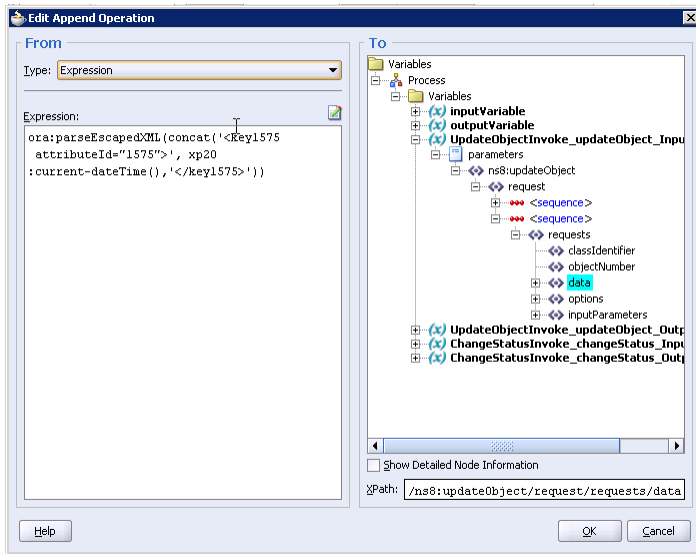 Edit Append Operation
From
Type: Expression
Expression:
ora:parseEscapedXML(concat('<key1575
attributeId="1575">', xp20
:current-dateTime(),'</key1575>'))
To
Variables
Process
Variables
inputVariable
outputVariable
UpdateObjectInvoke_updateObject_Inpu
parameters
ns8:updateObject
request
<sequence>
<sequence>
requests
classIdentifier
objectNumber
data
options
inputParameters
UpdateObjectInvoke_updateObject_Outp
ChangeStatusInvoke_changeStatus_Inpu
ChangeStatusInvoke_changeStatus_Outp
Show Detailed Node Information
XPath: /ns8:updateObject/request/requests/data
Help
OK
Cancel